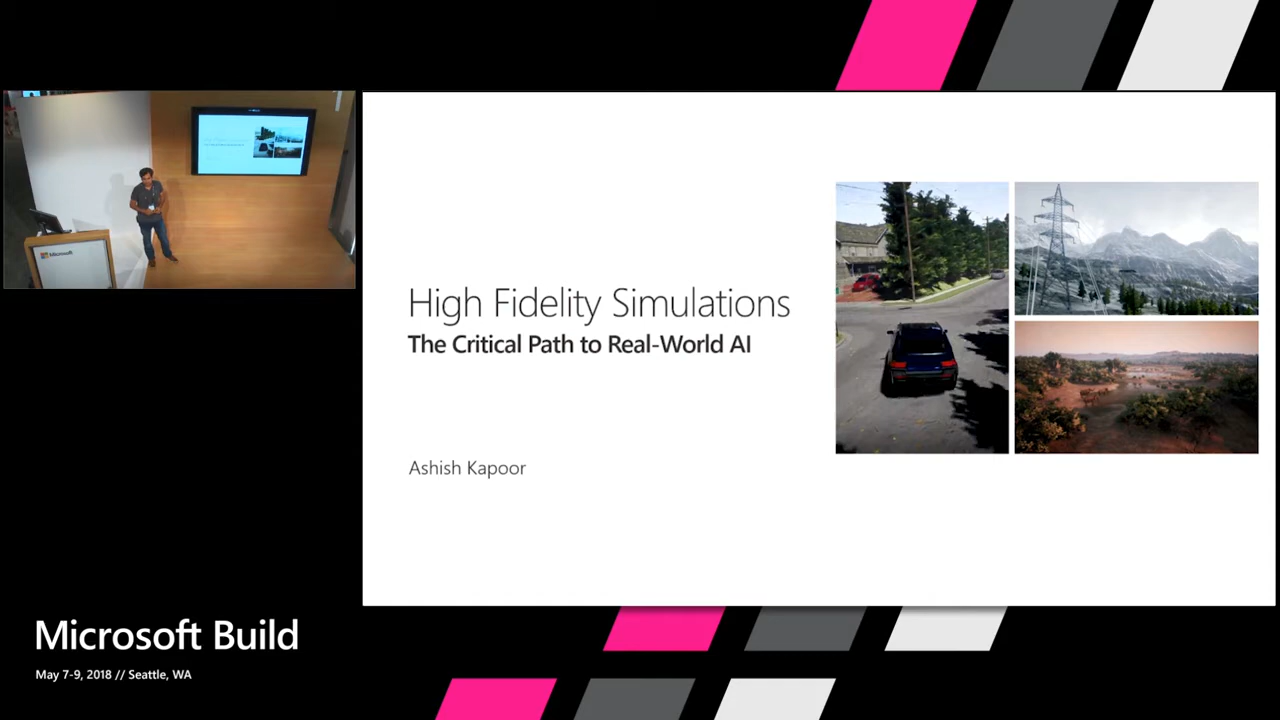 Microsoft
High Fidelity Simulations
The Critical Path to Real-World AI
Ashish Kapoor
Microsoft Build
May 7-9, 2018 // Seattle, WA